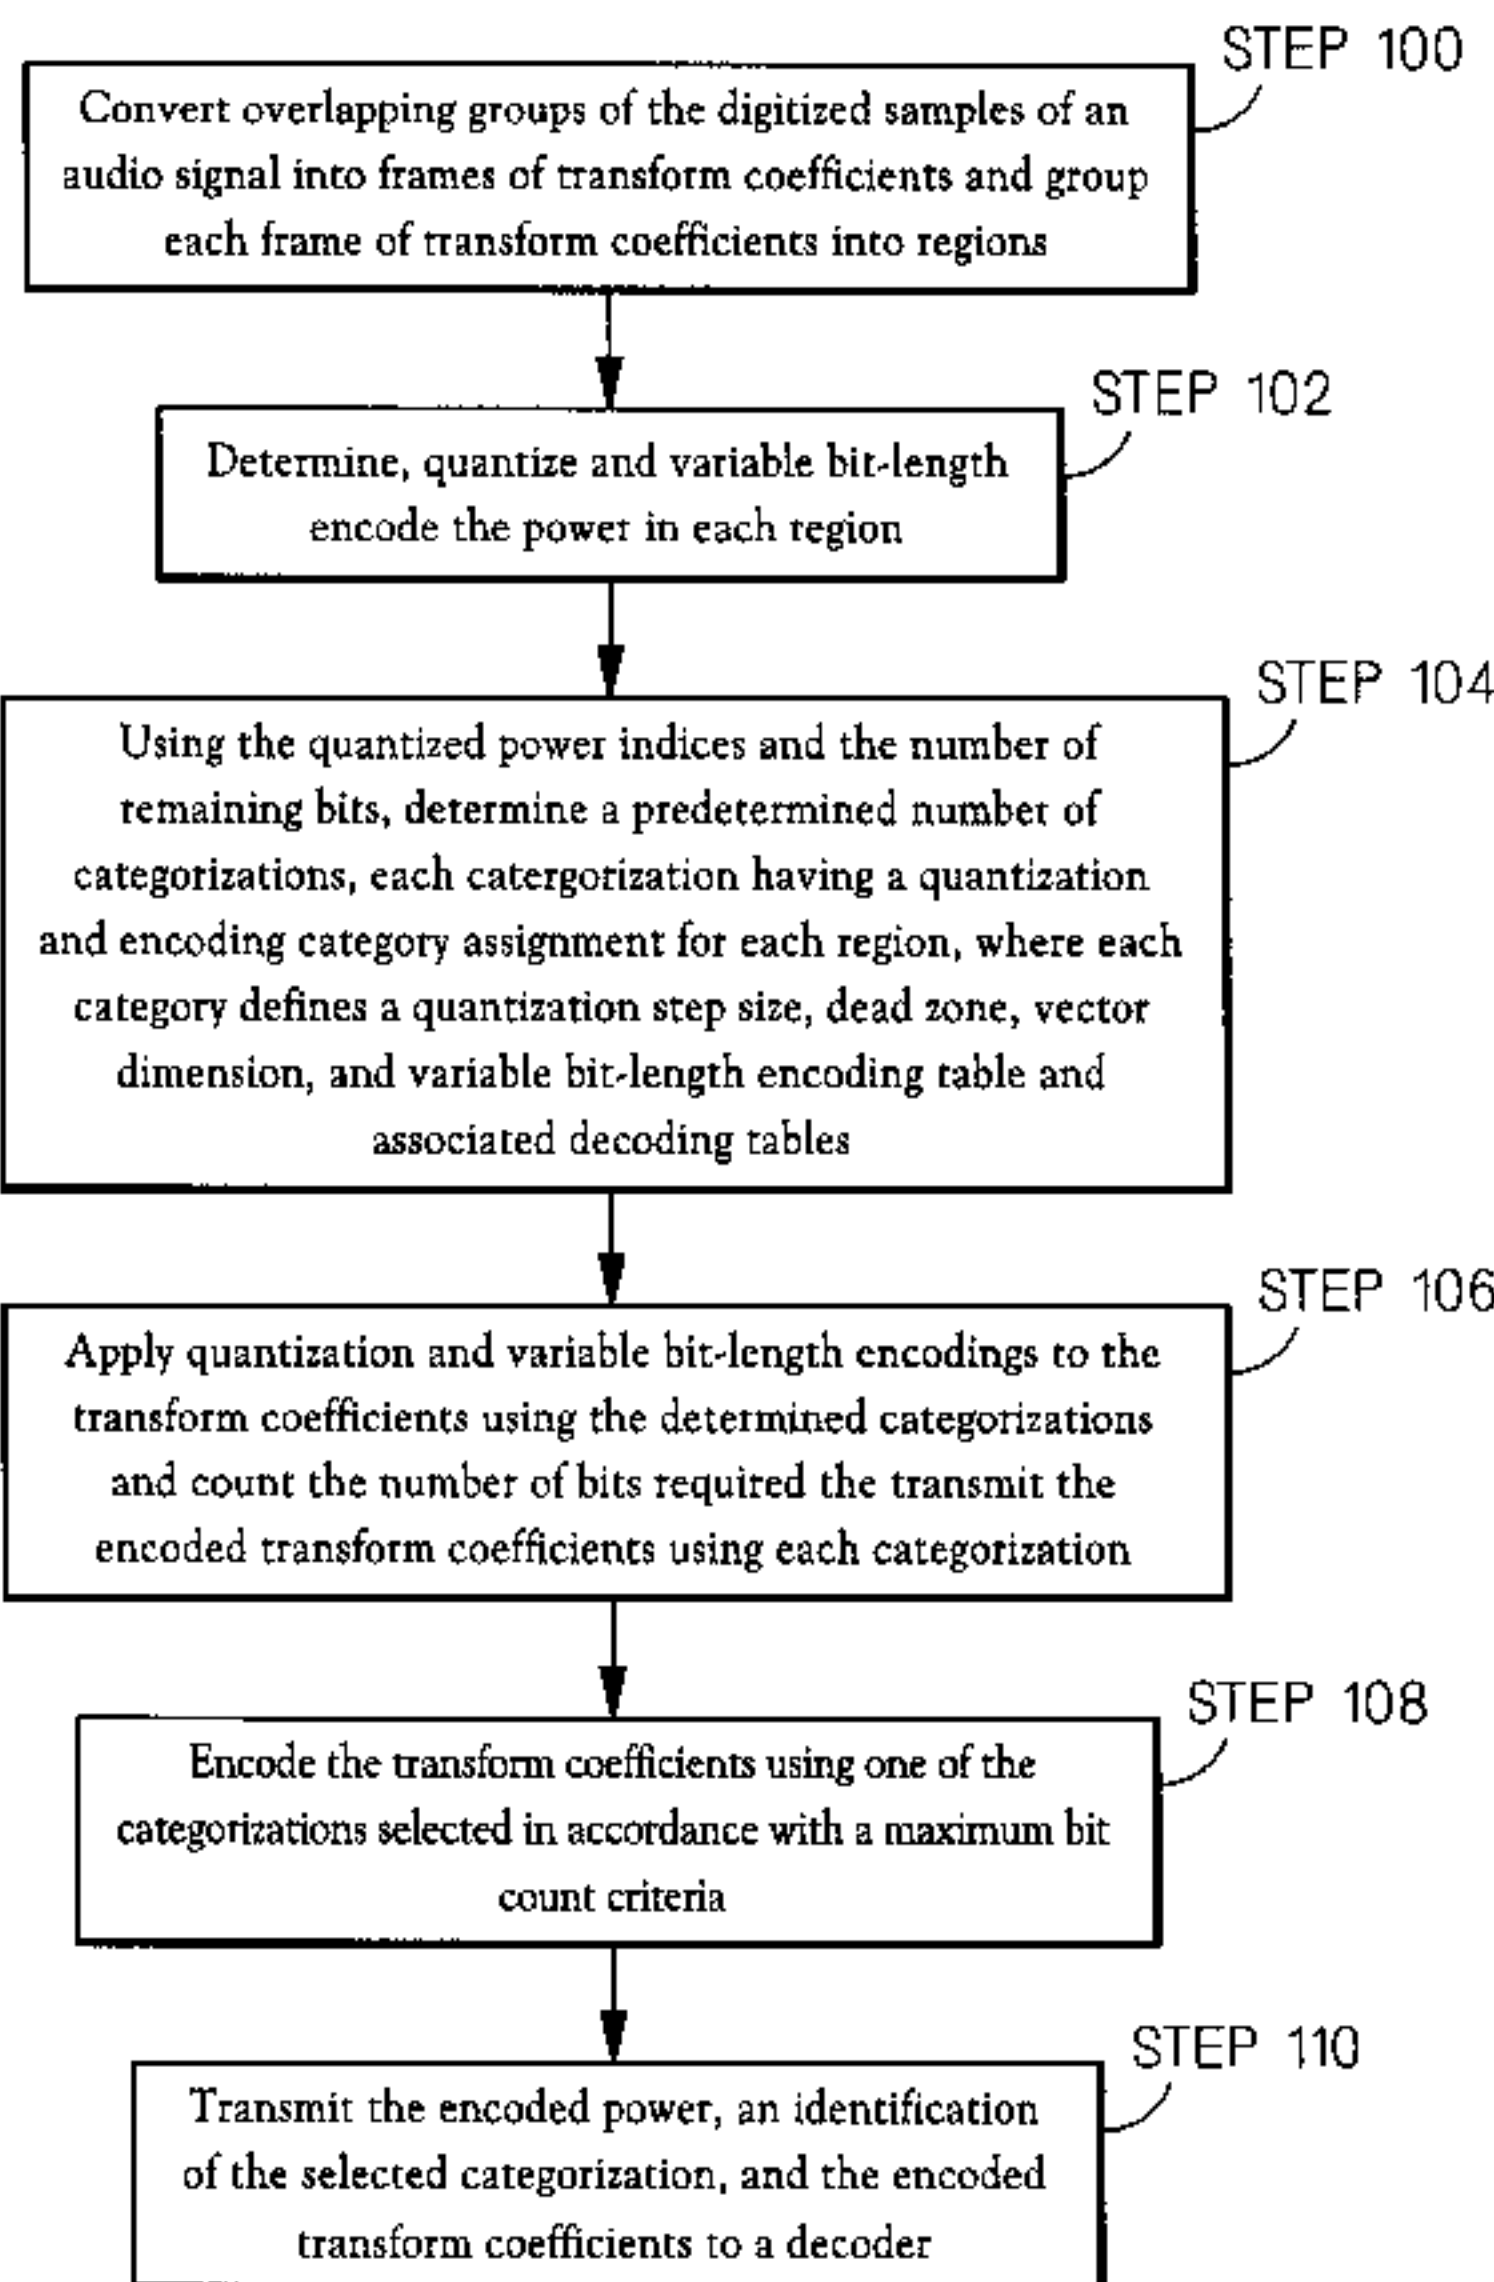 STEP 100
Convert overlapping groups of the digitized samples of an
audio signal into frames of transform coefficients and group
each frame of transform coefficients into regions
STEP 102
Determine, quantize and variable bit-length
encode the power in each region
STEP 104
Using the quantized power indices and the number of
remaining bits, determine a predetermined number of
categorizations, each catergorization having a quantization
and encoding category assignment for each region, where each
category defines a quantization step size, dead zone, vector
dimension, and variable bit-length encoding table and
associated decoding tables
STEP 106
Apply quantization and variable bit-length encodings to the
transform coefficients using the determined categorizations
and count the number of bits required the transmit the
encoded transform coefficients using each categorization
STEP 108
Encode the transform coefficients using one of the
categorizations selected in accordance with a maximum bit
count criteria
STEP 110
Transmit the encoded power, an identification
of the selected categorization, and the encoded
transform coefficients to a decoder